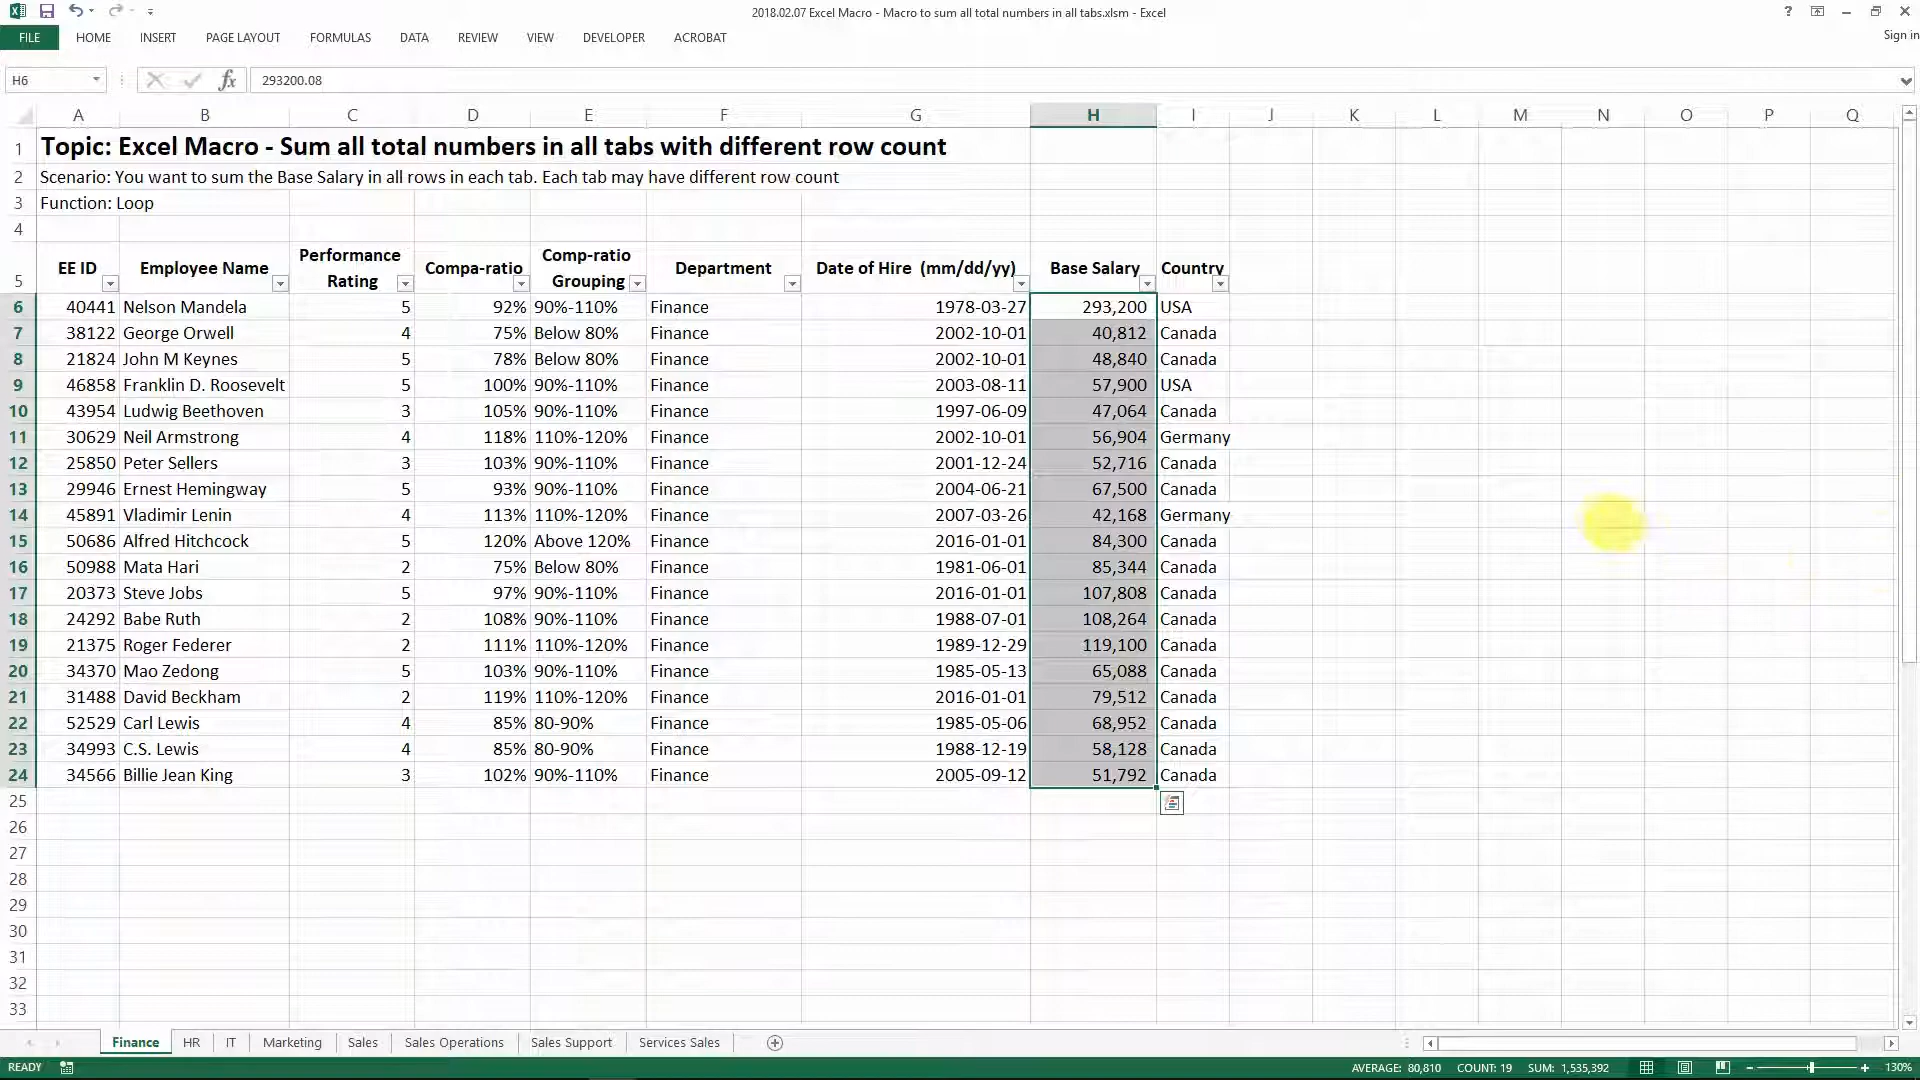 2018.02.07 Excel Macro - Macro to sum all total numbers in all tabs.xlsm - Excel
FILE HOME INSERT PAGE LAYOUT FORMULAS DATA REVIEW VIEW DEVELOPER ACROBAT Sign in
H6 fx 293200.08
A B C D E F G H I J K L M N O P Q
1 Topic: Excel Macro - Sum all total numbers in all tabs with different row count
2 Scenario: You want to sum the Base Salary in all rows in each tab. Each tab may have different row count
3 Function: Loop
4
5 EE ID Employee Name Performance Rating Compa-ratio Comp-ratio Grouping Department Date of Hire (mm/dd/yy) Base Salary Country
6 40441 Nelson Mandela 5 92% 90%-110% Finance 1978-03-27 293,200 USA
7 38122 George Orwell 4 75% Below 80% Finance 2002-10-01 40,812 Canada
8 21824 John M Keynes 5 78% Below 80% Finance 2002-10-01 48,840 Canada
9 46858 Franklin D. Roosevelt 5 100% 90%-110% Finance 2003-08-11 57,900 USA
10 43954 Ludwig Beethoven 3 105% 90%-110% Finance 1997-06-09 47,064 Canada
11 30629 Neil Armstrong 4 118% 110%-120% Finance 2002-10-01 56,904 Germany
12 25850 Peter Sellers 3 103% 90%-110% Finance 2001-12-24 52,716 Canada
13 29946 Ernest Hemingway 5 93% 90%-110% Finance 2004-06-21 67,500 Canada
14 45891 Vladimir Lenin 4 113% 110%-120% Finance 2007-03-26 42,168 Germany
15 50686 Alfred Hitchcock 5 120% Above 120% Finance 2016-01-01 84,300 Canada
16 50988 Mata Hari 2 75% Below 80% Finance 1981-06-01 85,344 Canada
17 20373 Steve Jobs 5 97% 90%-110% Finance 2016-01-01 107,808 Canada
18 24292 Babe Ruth 2 108% 90%-110% Finance 1988-07-01 108,264 Canada
19 21375 Roger Federer 2 111% 110%-120% Finance 1989-12-29 119,100 Canada
20 34370 Mao Zedong 5 103% 90%-110% Finance 1985-05-13 65,088 Canada
21 31488 David Beckham 2 119% 110%-120% Finance 2016-01-01 79,512 Canada
22 52529 Carl Lewis 4 85% 80-90% Finance 1985-05-06 68,952 Canada
23 34993 C.S. Lewis 4 85% 80-90% Finance 1988-12-19 58,128 Canada
24 34566 Billie Jean King 3 102% 90%-110% Finance 2005-09-12 51,792 Canada
25
26
27
28
29
30
31
32
33
Finance HR IT Marketing Sales Sales Operations Sales Support Services Sales
READY AVERAGE: 80,810 COUNT: 19 SUM: 1,535,392 130%